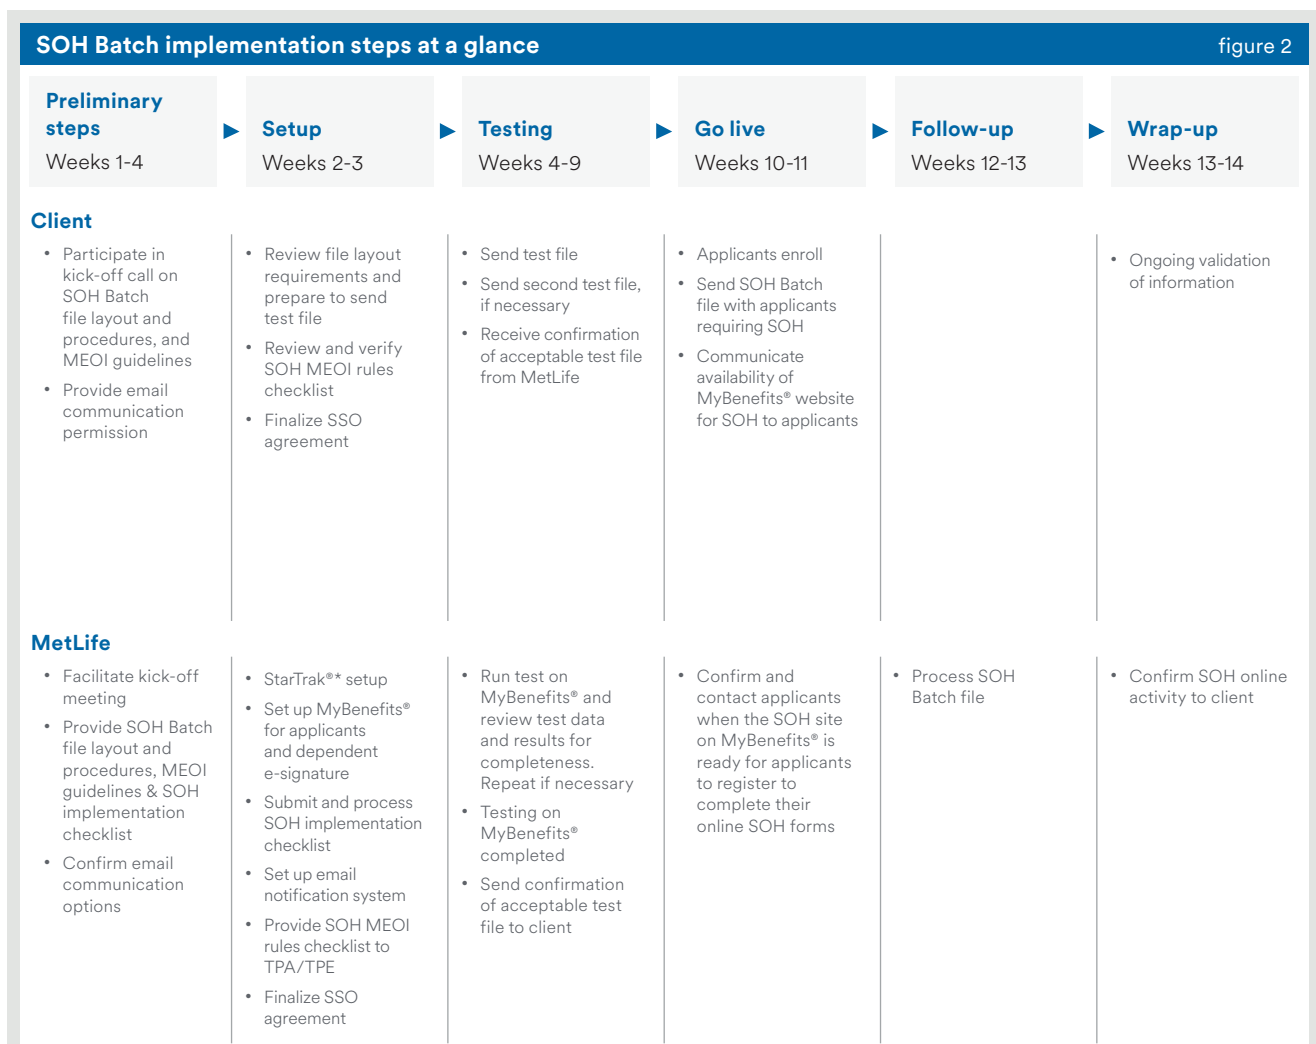 SOH Batch implementation steps at a glance
figure 2
Preliminary
steps
Weeks 1-4
Setup
Weeks 2-3
Testing
Weeks 4-9
Go live
Weeks 10-11
Follow-up
Weeks 12-13
Wrap-up
Weeks 13-14
Client
• Participate in
kick-off call on
SOH Batch
file layout and
procedures, and
MEOI guidelines
• Provide email
communication
permission
• Review file layout
requirements and
prepare to send
test file
• Review and verify
SOH MEOI rules
checklist
• Finalize SSO
agreement
• Send test file
• Send second test file,
if necessary
• Receive confirmation
of acceptable test file
from MetLife
• Applicants enroll
• Send SOH Batch
file with applicants
requiring SOH
• Communicate
availability of
MyBenefits® website
for SOH to applicants
• Ongoing validation
of information
MetLife
• Facilitate kick-off
meeting
• Provide SOH Batch
file layout and
procedures, MEOI
guidelines & SOH
implementation
checklist
• Confirm email
communication
options
• StarTrak®* setup
• Set up MyBenefits®
for applicants
and dependent
e-signature
• Submit and process
SOH implementation
checklist
• Set up email
notification system
• Provide SOH MEOI
rules checklist to
TPA/TPE
• Finalize SSO
agreement
• Run test on
MyBenefits® and
review test data
and results for
completeness.
Repeat if necessary
• Testing on
MyBenefits®
completed
• Send confirmation
of acceptable test
file to client
• Confirm and
contact applicants
when the SOH site
on MyBenefits® is
ready for applicants
to register to
complete their
online SOH forms
• Process SOH
Batch file
• Confirm SOH online
activity to client